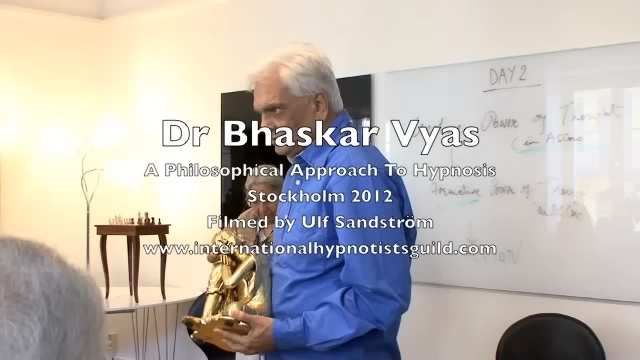 DAY 2
Dr Bhaskar Vyas
Power of Thought
A Philosophical Approach To Hypnosis
Stockholm 2012
Filmed by Ulf Sandström
www.internationalhypnotistsguild.com